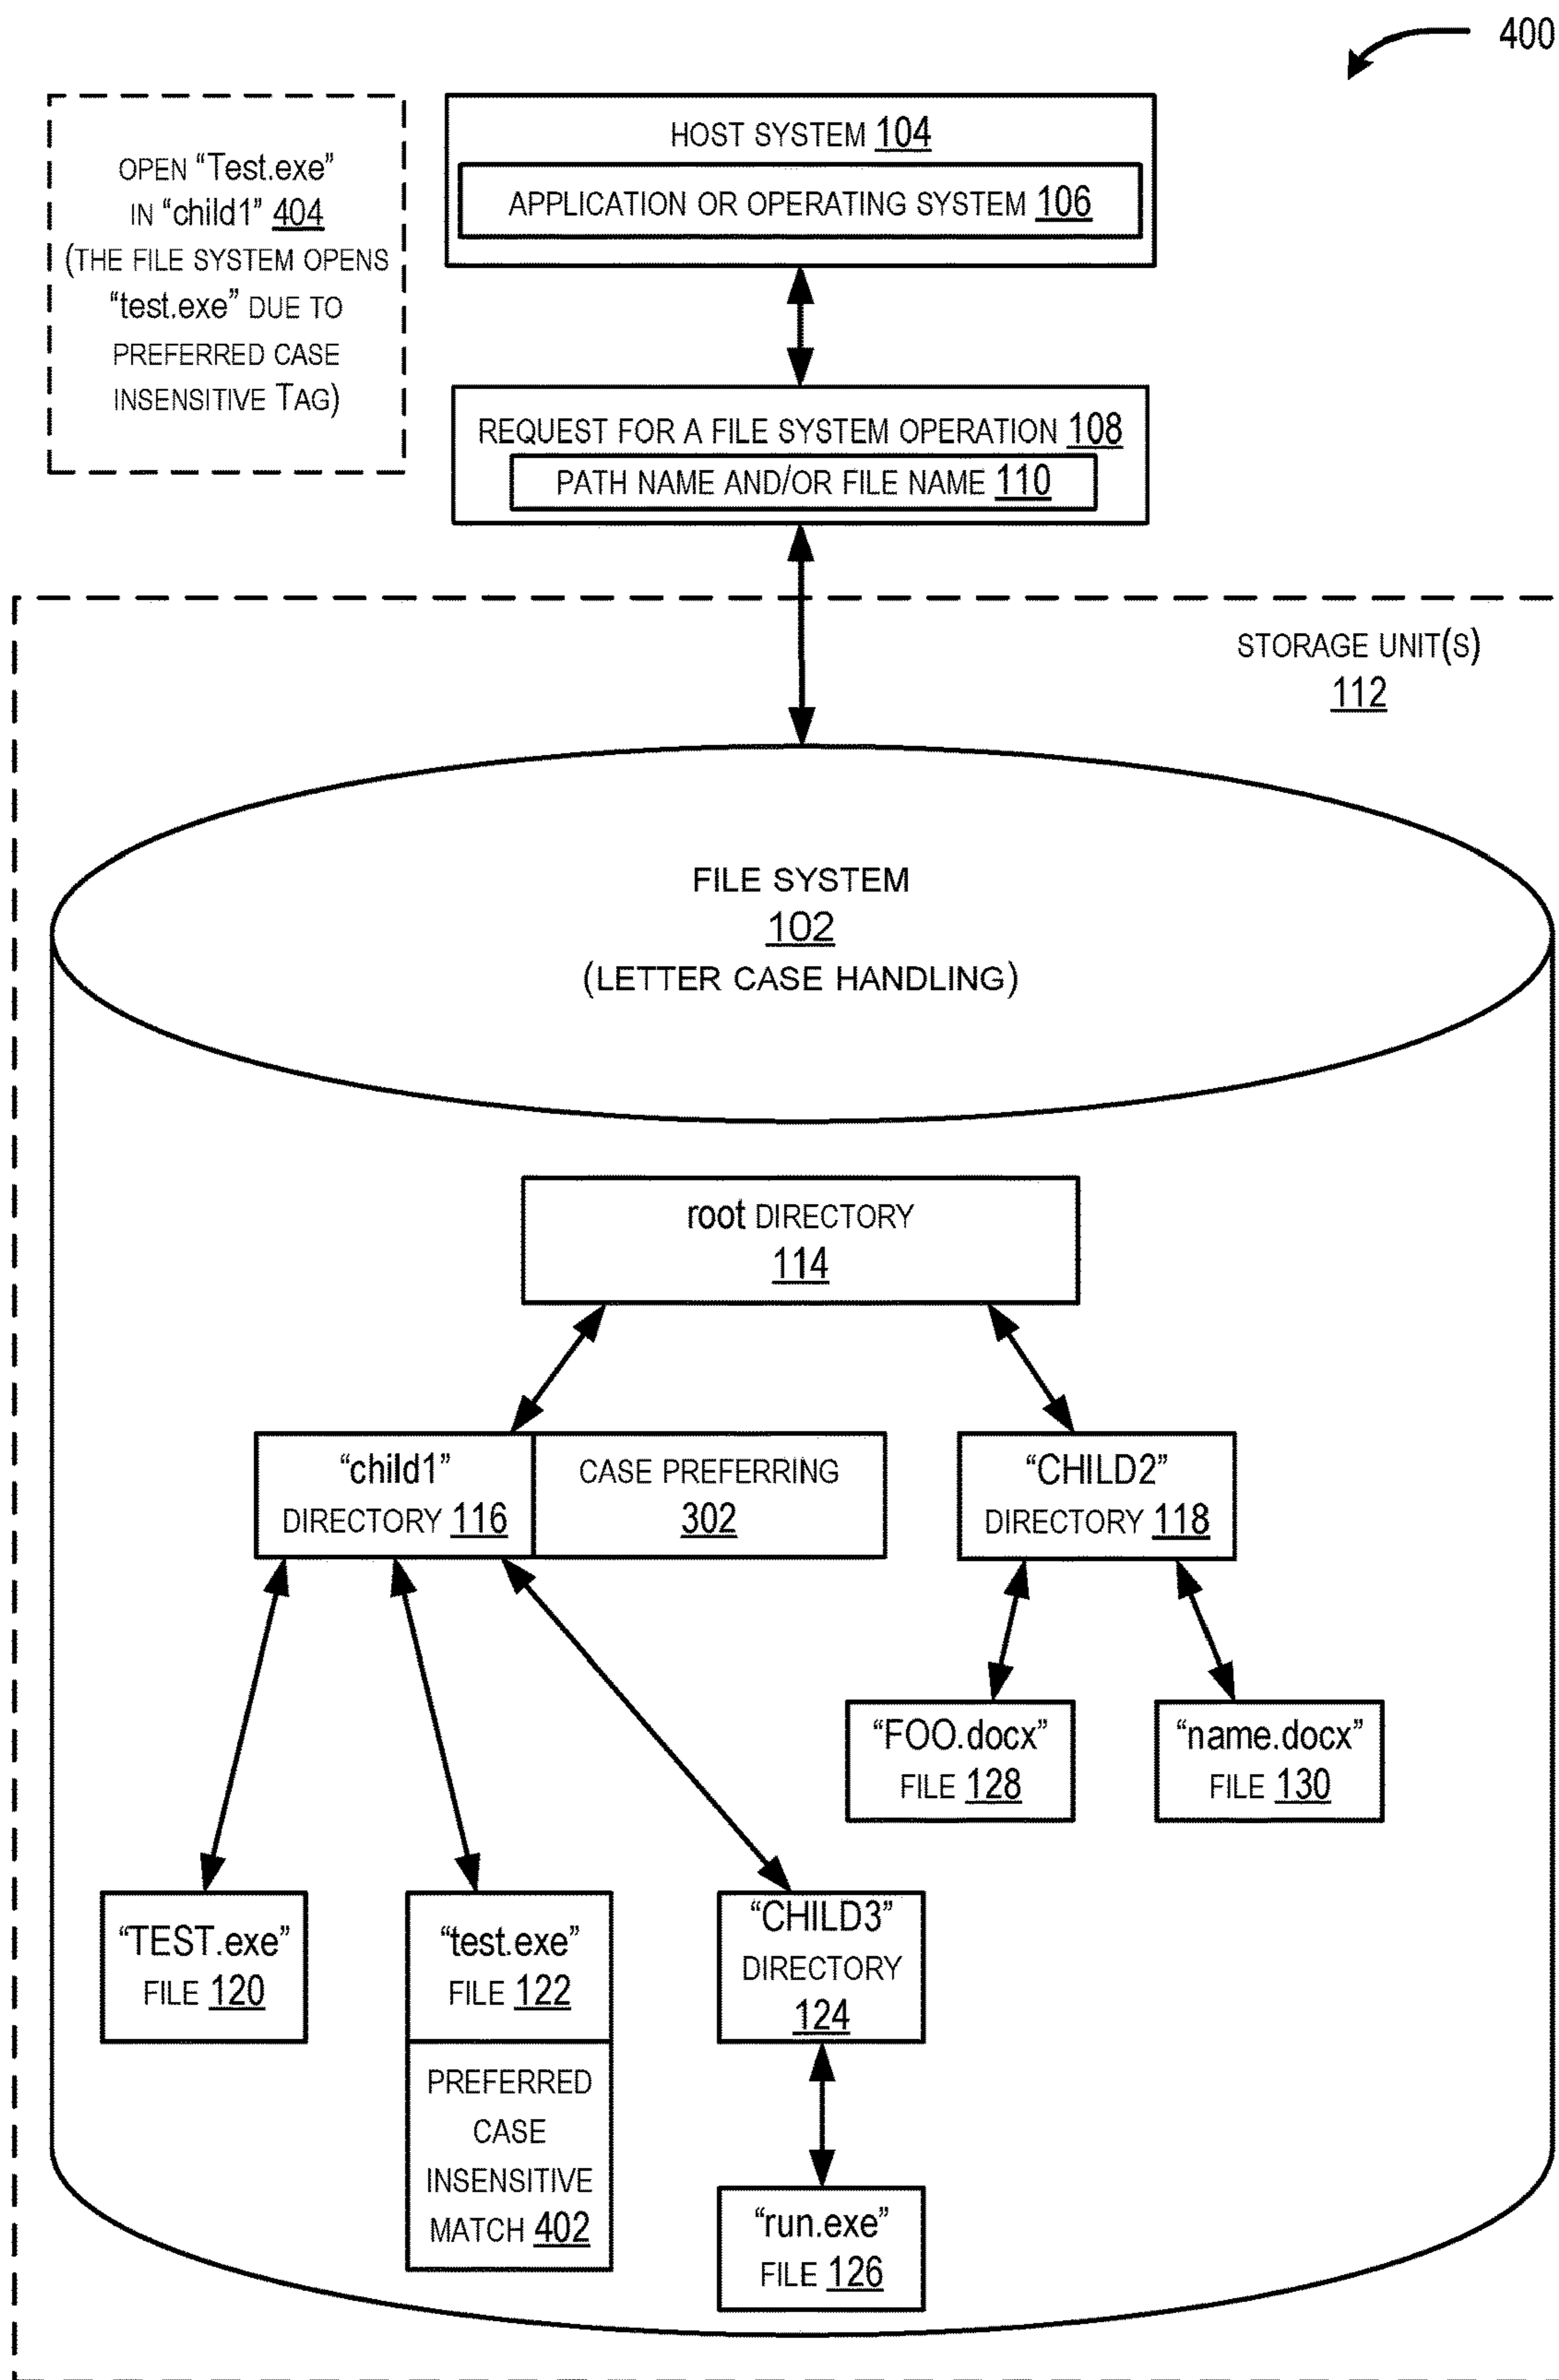 400
OPEN “Test.exe”
IN “child1” 404
(THE FILE SYSTEM OPENS
“test.exe” DUE TO
PREFERRED CASE
INSENSITIVE TAG)
HOST SYSTEM 104
APPLICATION OR OPERATING SYSTEM 106
REQUEST FOR A FILE SYSTEM OPERATION 108
PATH NAME AND/OR FILE NAME 110
STORAGE UNIT(S)
112
FILE SYSTEM
102
(LETTER CASE HANDLING)
root DIRECTORY
114
“child1”
DIRECTORY 116
CASE PREFERRING
302
“CHILD2”
DIRECTORY 118
“FOO.docx”
FILE 128
“name.docx”
FILE 130
“TEST.exe”
FILE 120
“test.exe”
FILE 122
PREFERRED
CASE
INSENSITIVE
MATCH 402
“CHILD3”
DIRECTORY
124
“run.exe”
FILE 126